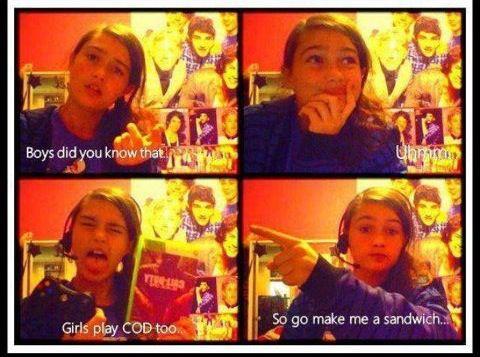 Boys did you know that..
Uhmm..
Girls play COD too..
So go make me a sandwich...